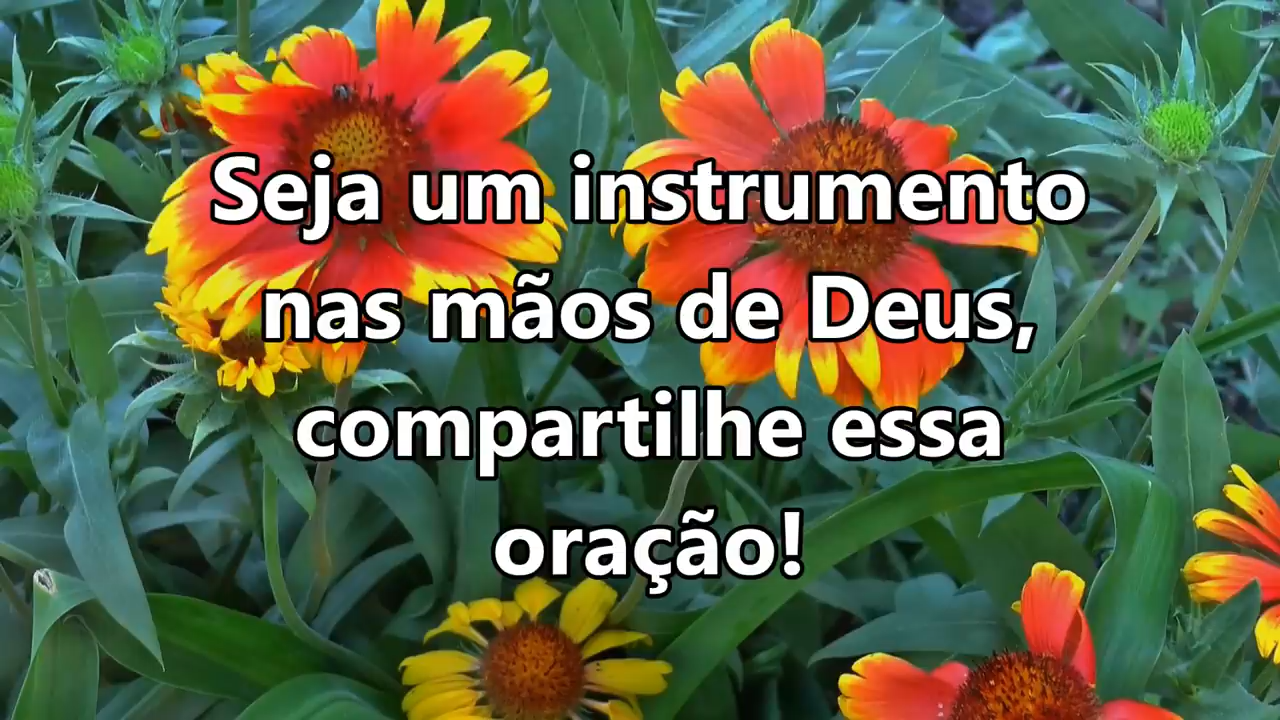 Seja um instrumento
nas mãos de Deus,
compartilhe essa
oração!